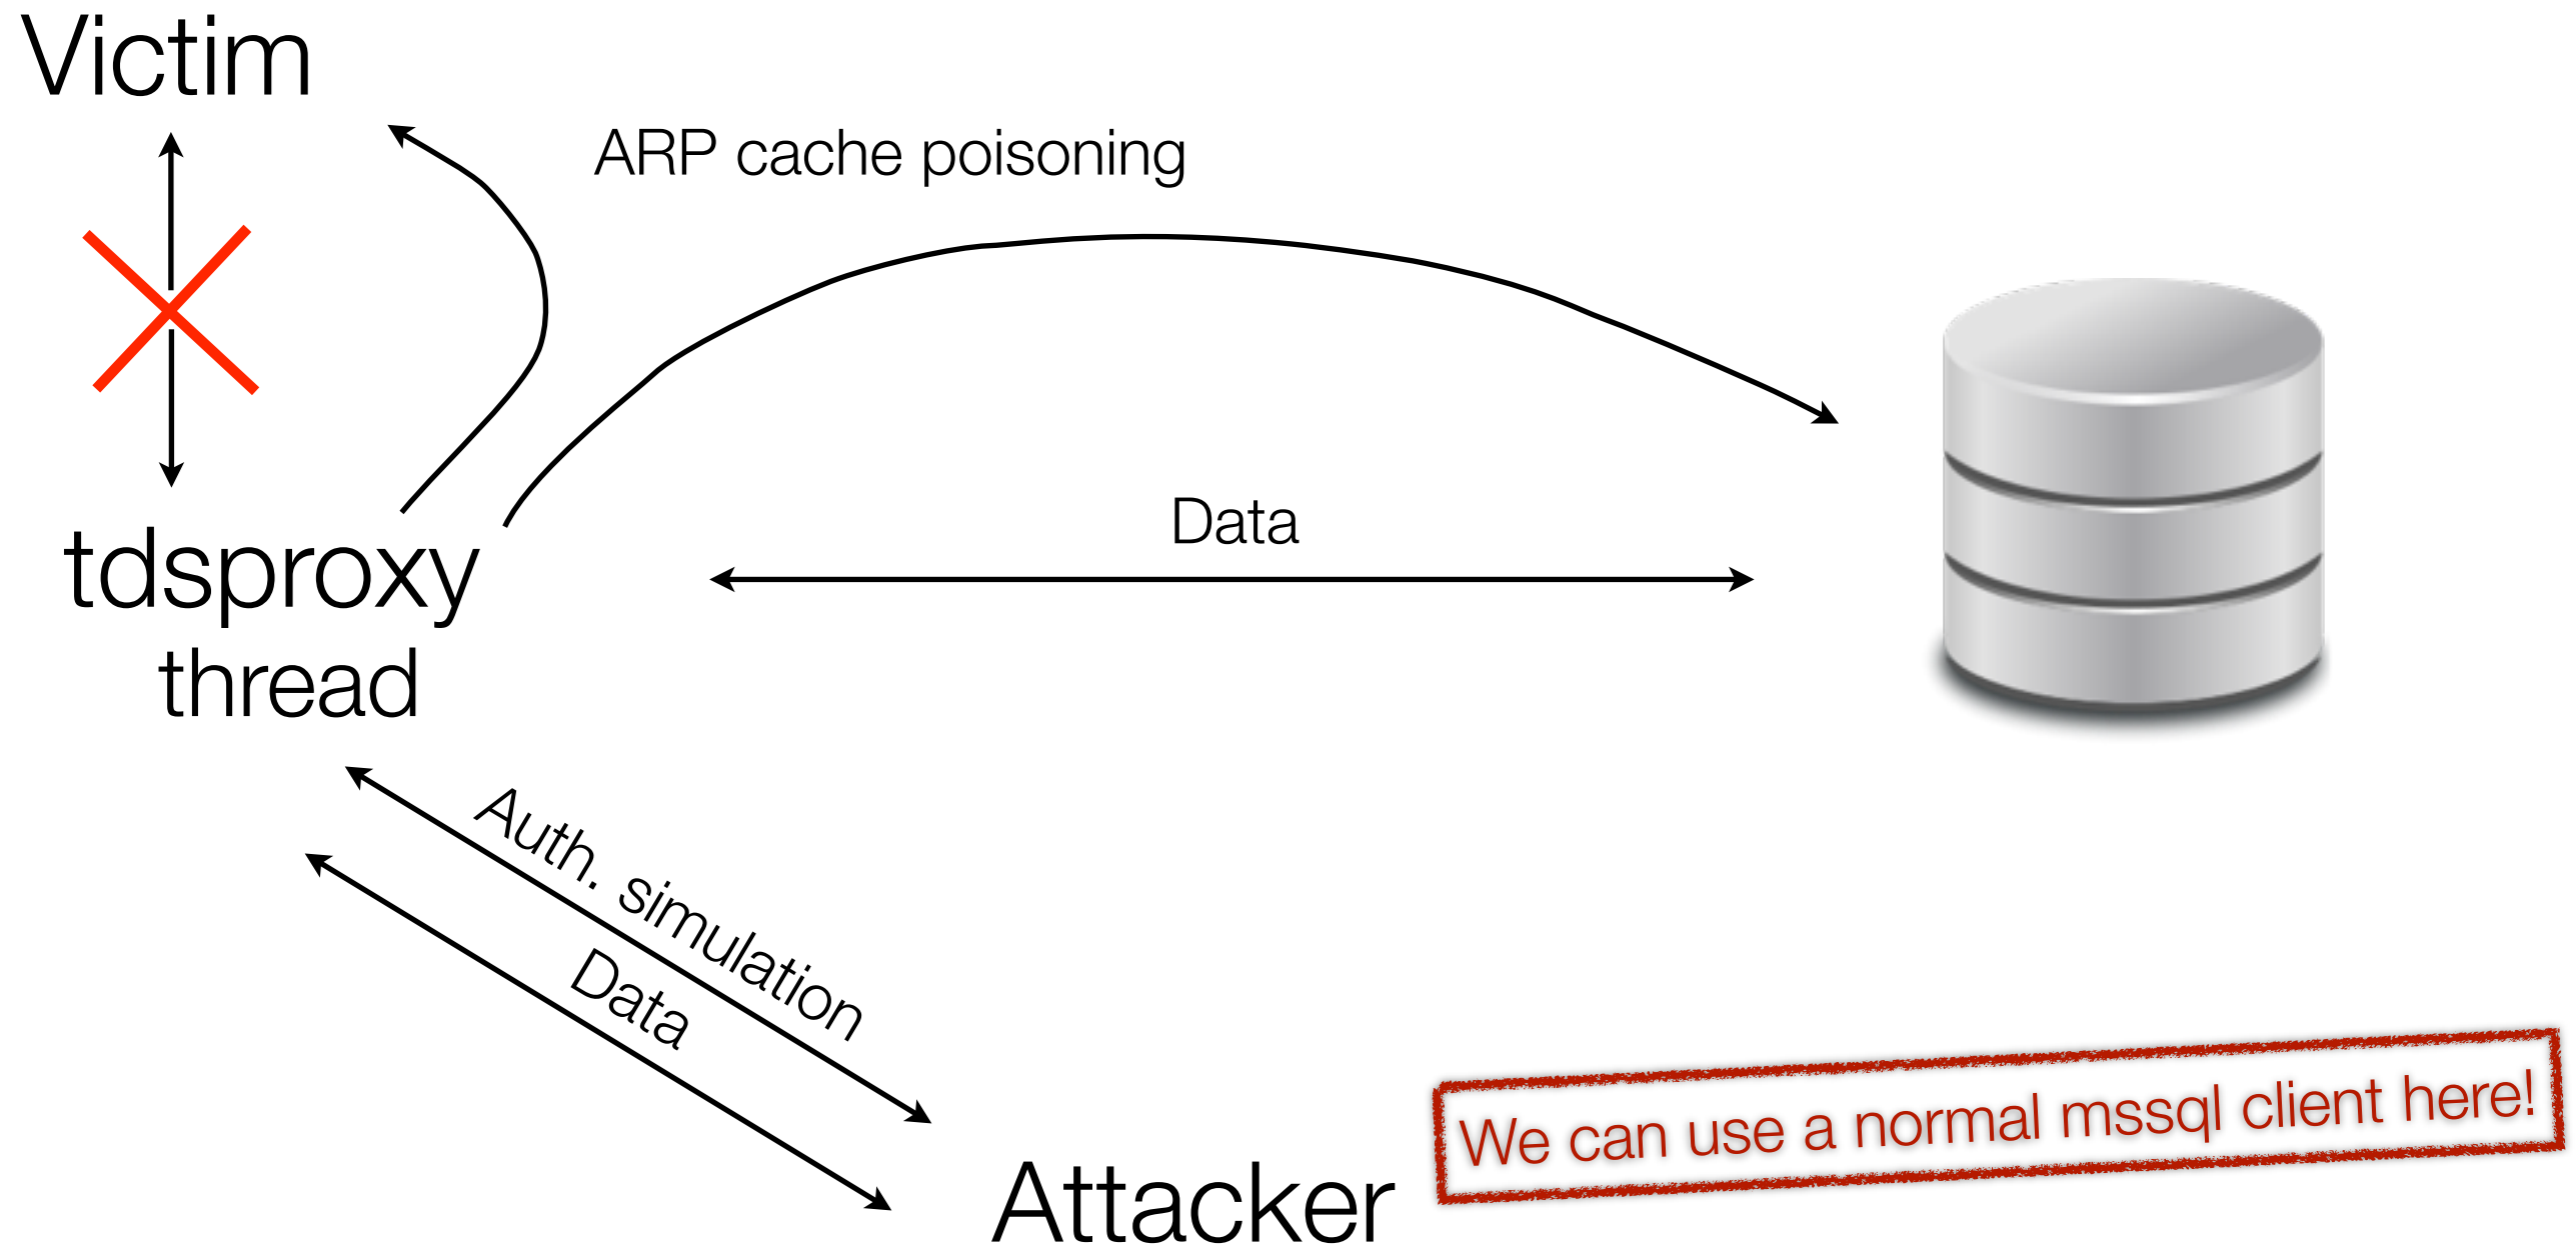 Victim
ARP cache poisoning
Data
tdsproxy
thread
Auth. simulation
Data
We can use a normal mssql client here!
Attacker